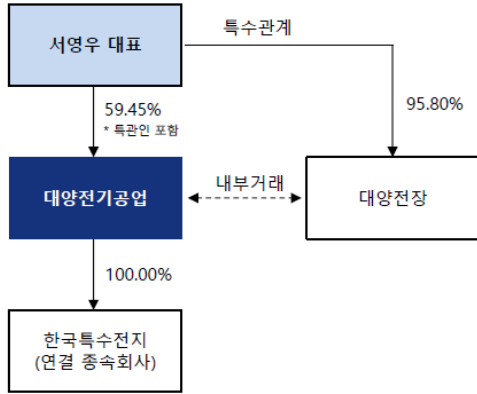 서영우 대표
특수관계
59.45%
* 특관인 포함
95.80%
대양전기공업
내부거래
대양전장
100.00%
한국특수전지
(연결 종속회사)